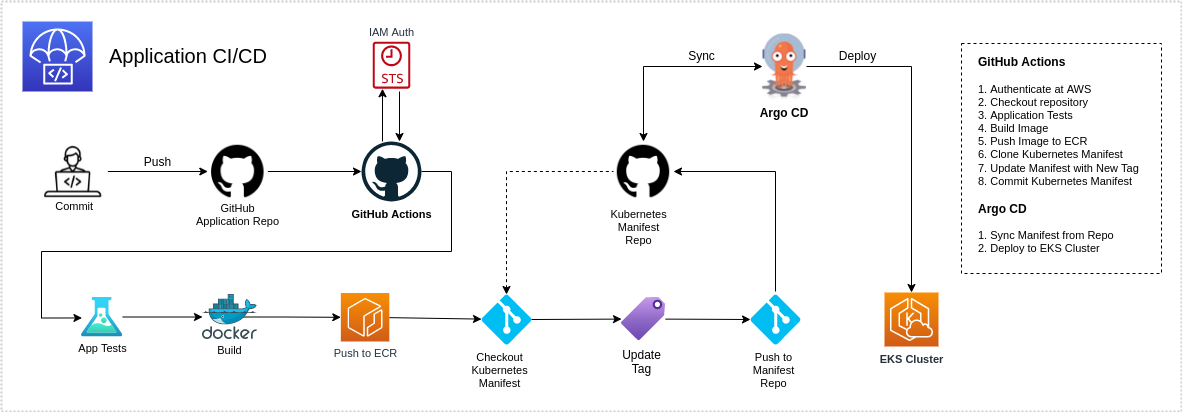 Application CI/CD
IAM Auth
STS
Sync
Deploy
Argo CD
Push
Commit
GitHub
Application Repo
GitHub Actions
Kubernetes
Manifest
Repo
App Tests
docker
Build
Push to ECR
Checkout
Kubernetes
Manifest
Update
Tag
Push to
Manifest
Repo
EKS Cluster
GitHub Actions
1. Authenticate at AWS
2. Checkout repository
3. Application Tests
4. Build Image
5. Push Image to ECR
6. Clone Kubernetes Manifest
7. Update Manifest with New Tag
8. Commit Kubernetes Manifest
Argo CD
1. Sync Manifest from Repo
2. Deploy to EKS Cluster